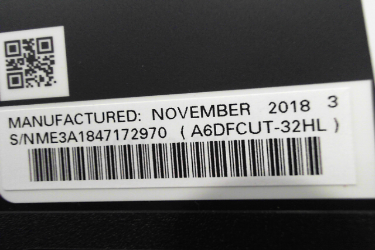 MANUFACTURED: NOVEMBER 2018 3
S/NME3A1847172970 ( A6DFCUT-32HL )